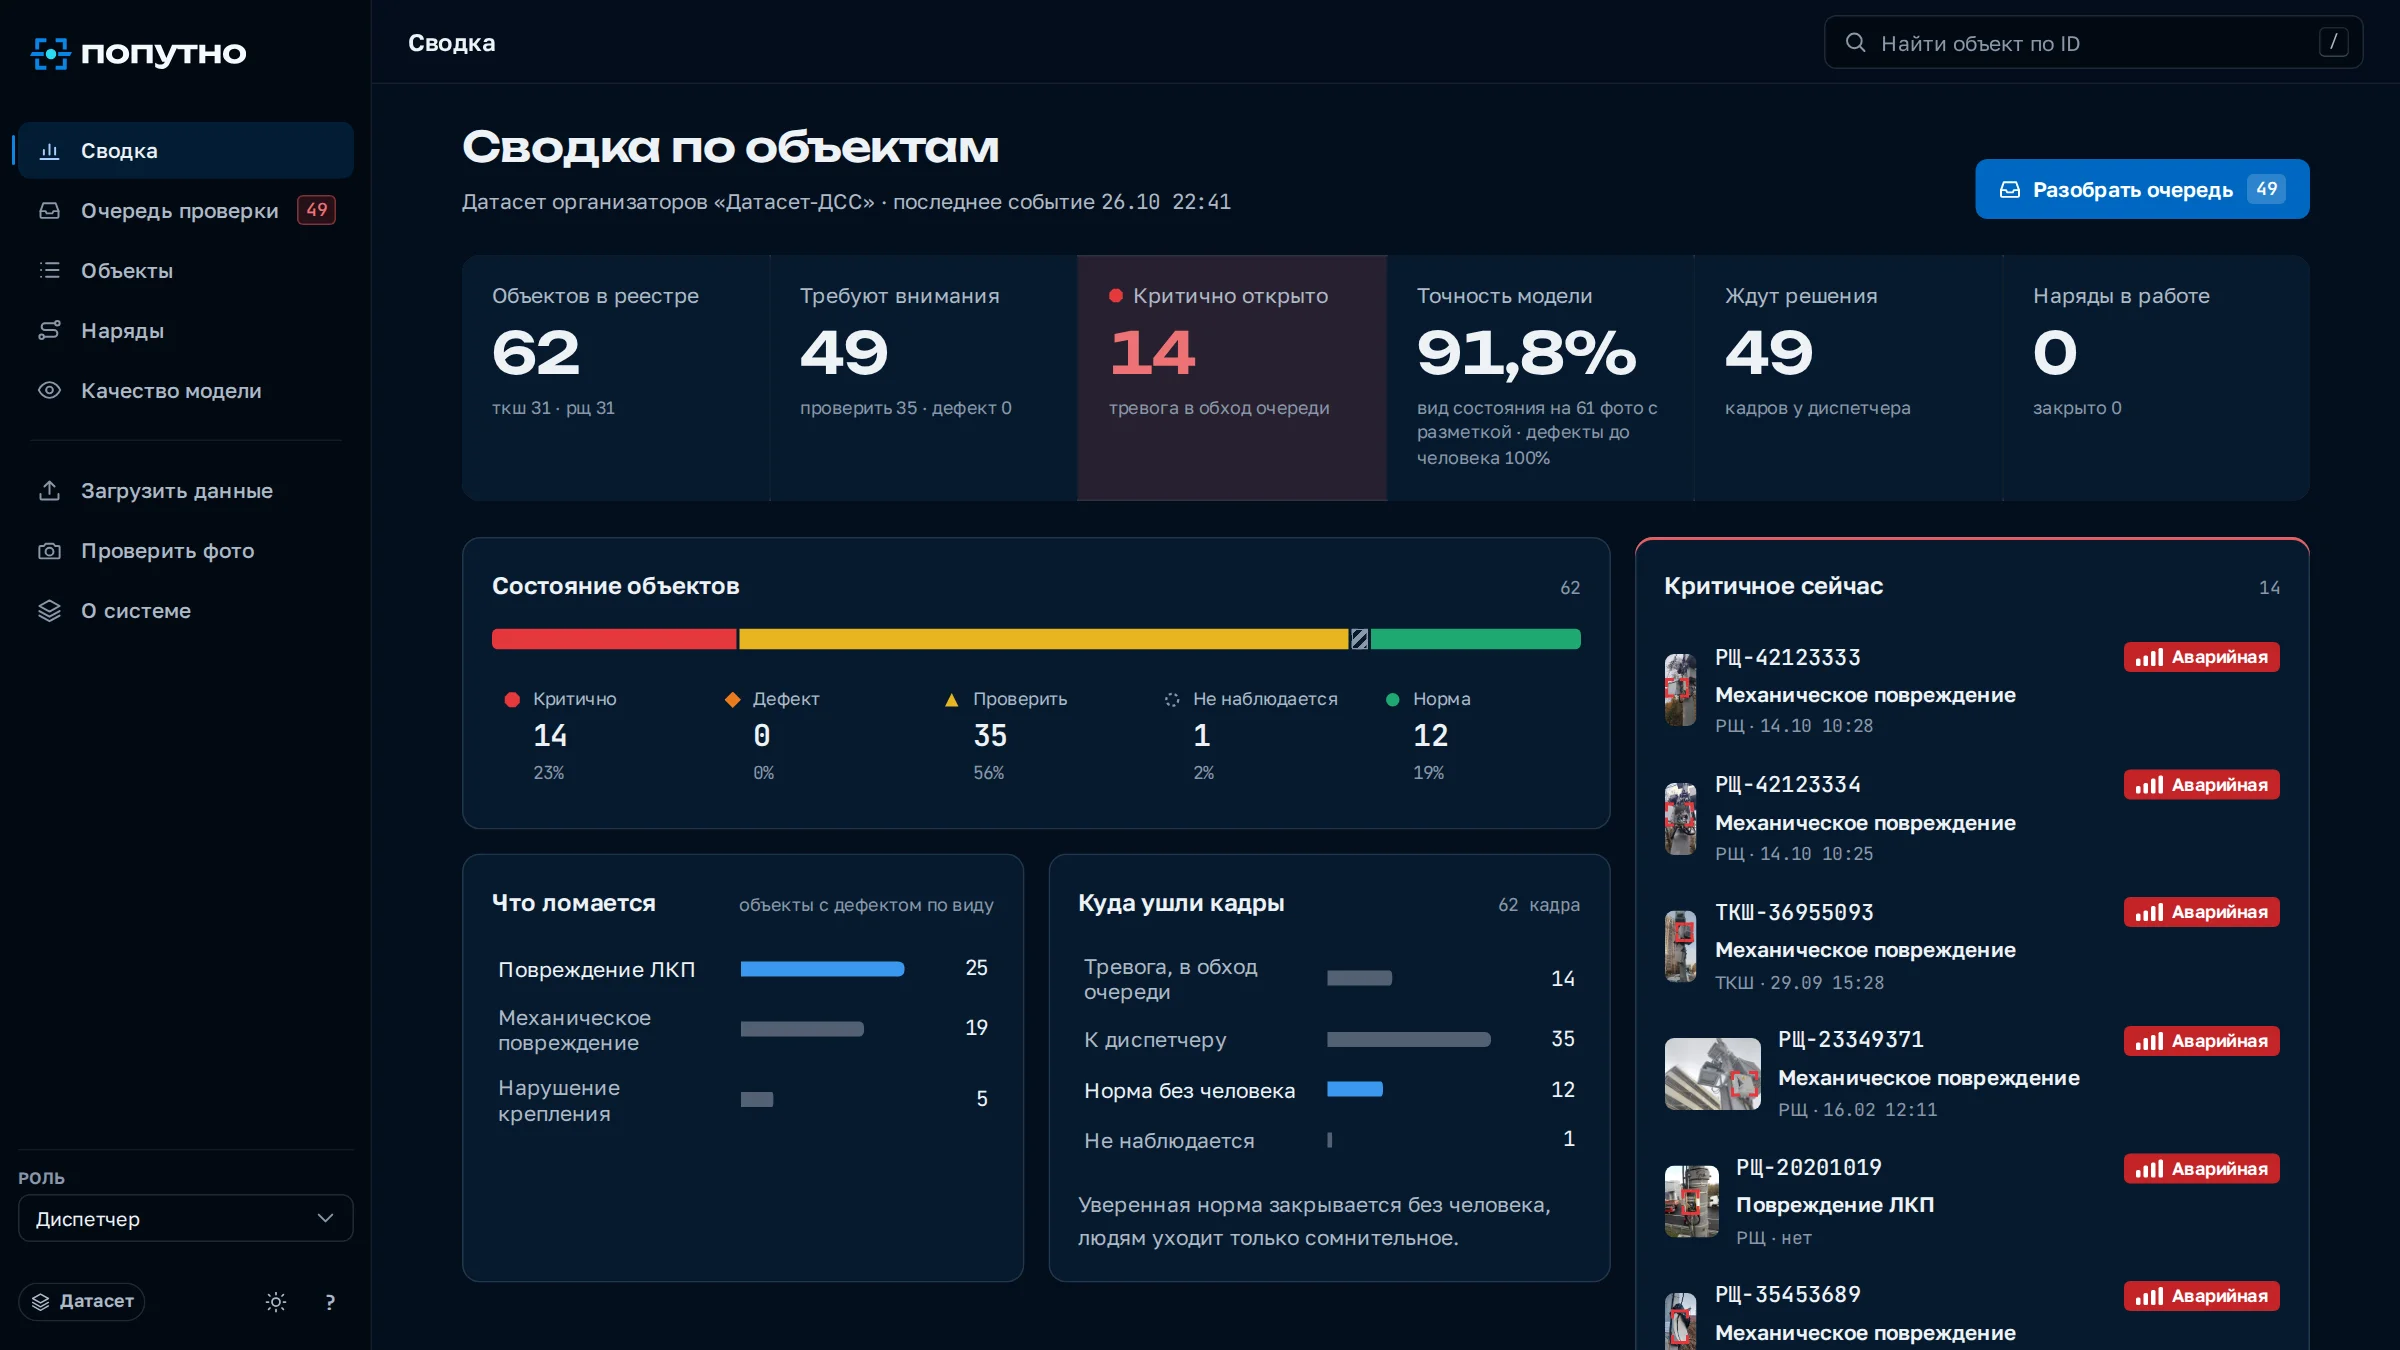 ПОПУТНО
Сводка
Очередь проверки 49
Объекты
Наряды
Качество модели
Загрузить данные
Проверить фото
О системе
РОЛЬ
Диспетчер
Датасет
?
Сводка
Найти объект по ID
/
Сводка по объектам
Датасет организаторов «Датасет-ДСС» · последнее событие 26.10 22:41
Разобрать очередь 49
Объектов в реестре
62
ткш 31 · рщ 31
Требуют внимания
49
проверить 35 · дефект 0
Критично открыто
14
тревога в обход очереди
Точность модели
91,8%
вид состояния на 61 фото с
разметкой · дефекты до
человека 100%
Ждут решения
49
кадров у диспетчера
Наряды в работе
0
закрыто 0
Состояние объектов 62
Критично
14
23%
Дефект
0
0%
Проверить
35
56%
Не наблюдается
1
2%
Норма
12
19%
Что ломается объекты с дефектом по виду
Повреждение ЛКП 25
Механическое
повреждение 19
Нарушение
крепления 5
Куда ушли кадры 62 кадра
Тревога, в обход
очереди 14
К диспетчеру 35
Норма без человека 12
Не наблюдается 1
Уверенная норма закрывается без человека,
людям уходит только сомнительное.
Критичное сейчас 14
РЩ-42123333 Аварийная
Механическое повреждение
РЩ · 14.10 10:28
РЩ-42123334 Аварийная
Механическое повреждение
РЩ · 14.10 10:25
ТКШ-36955093 Аварийная
Механическое повреждение
ТКШ · 29.09 15:28
РЩ-23349371 Аварийная
Механическое повреждение
РЩ · 16.02 12:11
РЩ-20201019 Аварийная
Повреждение ЛКП
РЩ · нет
РЩ-35453689 Аварийная
Механическое повреждение